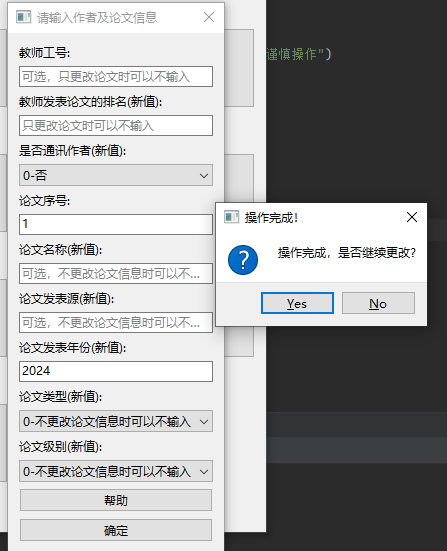 请输入作者及论文信息
教师工号:
可选，只更改论文时可以不输入
教师发表论文的排名(新值):
只更改论文时可以不输入
是否通讯作者(新值):
0-否
论文序号:
1
论文名称(新值):
可选，不更改论文信息时可以不...
论文发表源(新值):
可选，不更改论文信息时可以不...
论文发表年份(新值):
2024
论文类型(新值):
0-不更改论文信息时可以不输入
论文级别(新值):
0-不更改论文信息时可以不输入
帮助
确定
谨慎操作")
操作完成!
操作完成，是否继续更改?
Yes
No